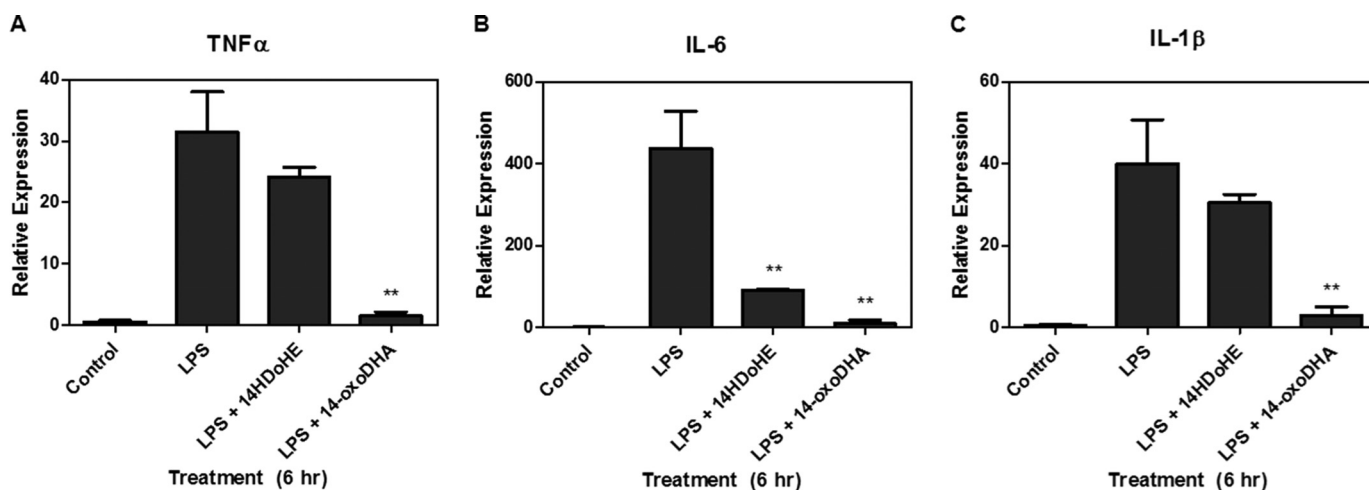 A
TNFα
Relative Expression
40
30
20
10
0
Control
LPS
LPS + 14HDoHE
LPS + 14-oxoDHA
**
Treatment (6 hr)
B
IL-6
Relative Expression
600
400
200
0
Control
LPS
LPS + 14HDoHE
LPS + 14-oxoDHA
**
**
Treatment (6 hr)
C
IL-1β
Relative Expression
60
40
20
0
Control
LPS
LPS + 14HDoHE
LPS + 14-oxoDHA
**
Treatment (6 hr)